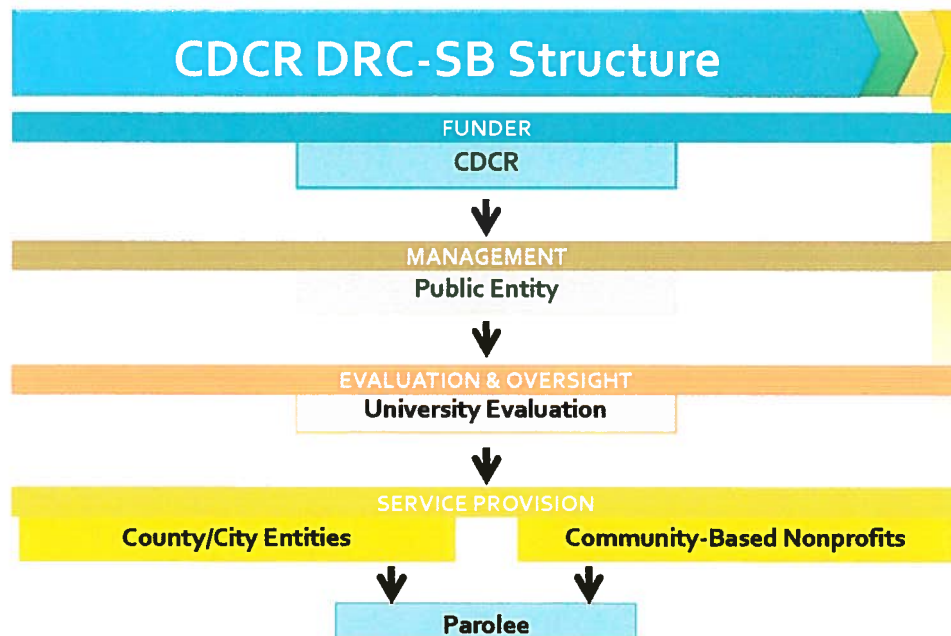 CDCR DRC-SB Structure
FUNDER
CDCR
MANAGEMENT
Public Entity
EVALUATION & OVERSIGHT
University Evaluation
SERVICE PROVISION
County/City Entities
Community-Based Nonprofits
Parolee